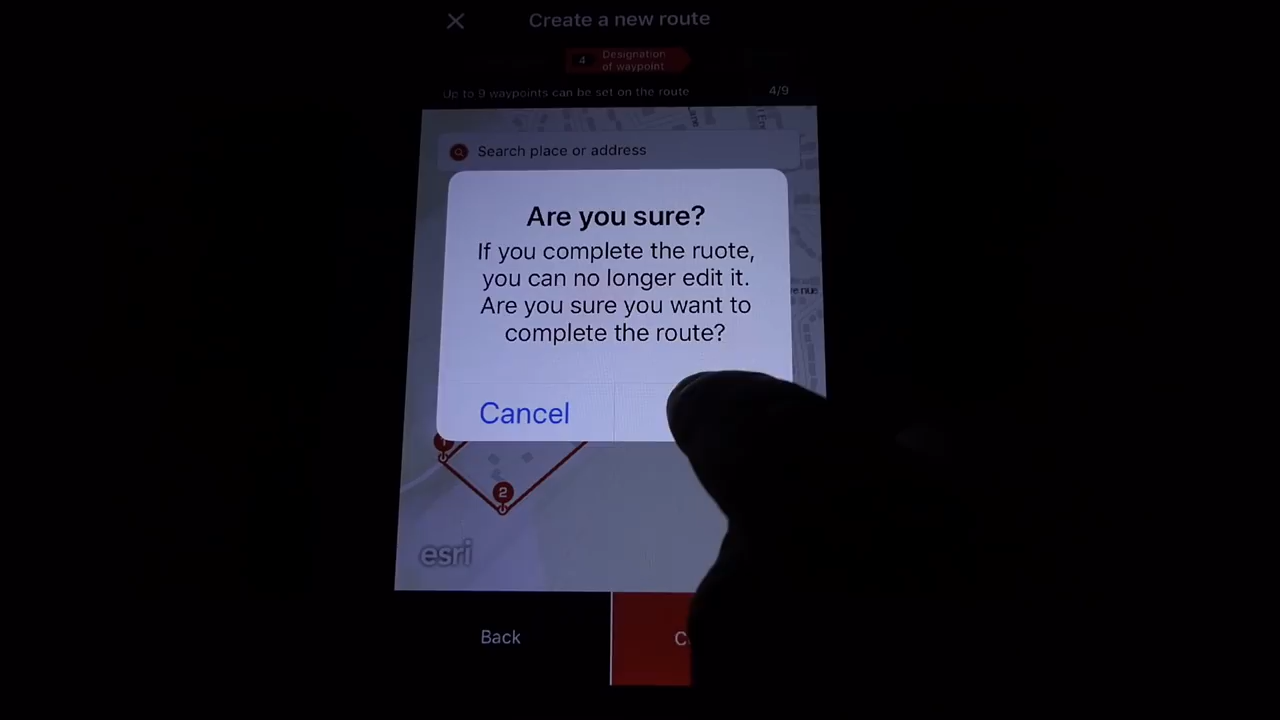 Create a new route
4 Designation
of waypoint
Up to 9 waypoints can be set on the route 4/9
Search place or address
Are you sure?
If you complete the ruote,
you can no longer edit it.
Are you sure you want to
complete the route?
Cancel
1
2
esri
Back